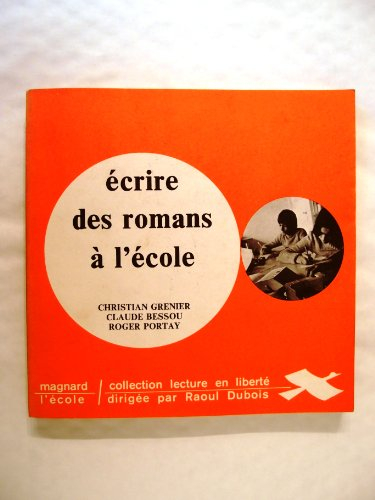 écrire
des romans
à l'école
CHRISTIAN GRENIER
CLAUDE BESSOU
ROGER PORTAY
magnard / collection lecture en liberté
l'école / dirigée par Raoul Dubois